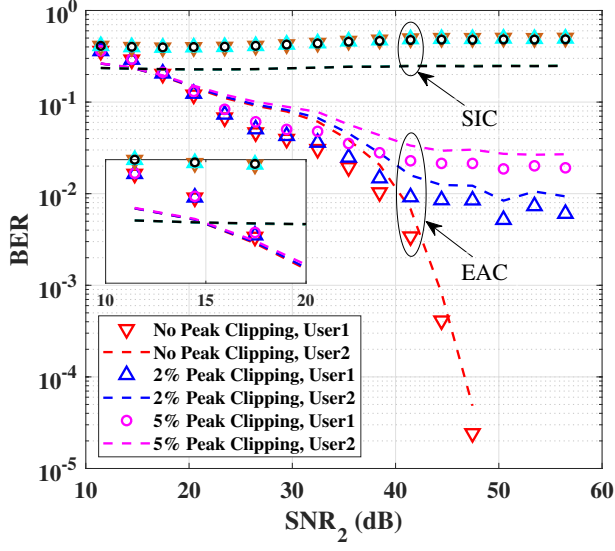 10^0
10^-1
10^-2
10^-3
10^-4
10^-5
BER
SIC
EAC
10 15 20
No Peak Clipping, User1
No Peak Clipping, User2
2% Peak Clipping, User1
2% Peak Clipping, User2
5% Peak Clipping, User1
5% Peak Clipping, User2
10 20 30 40 50 60
SNR_2 (dB)